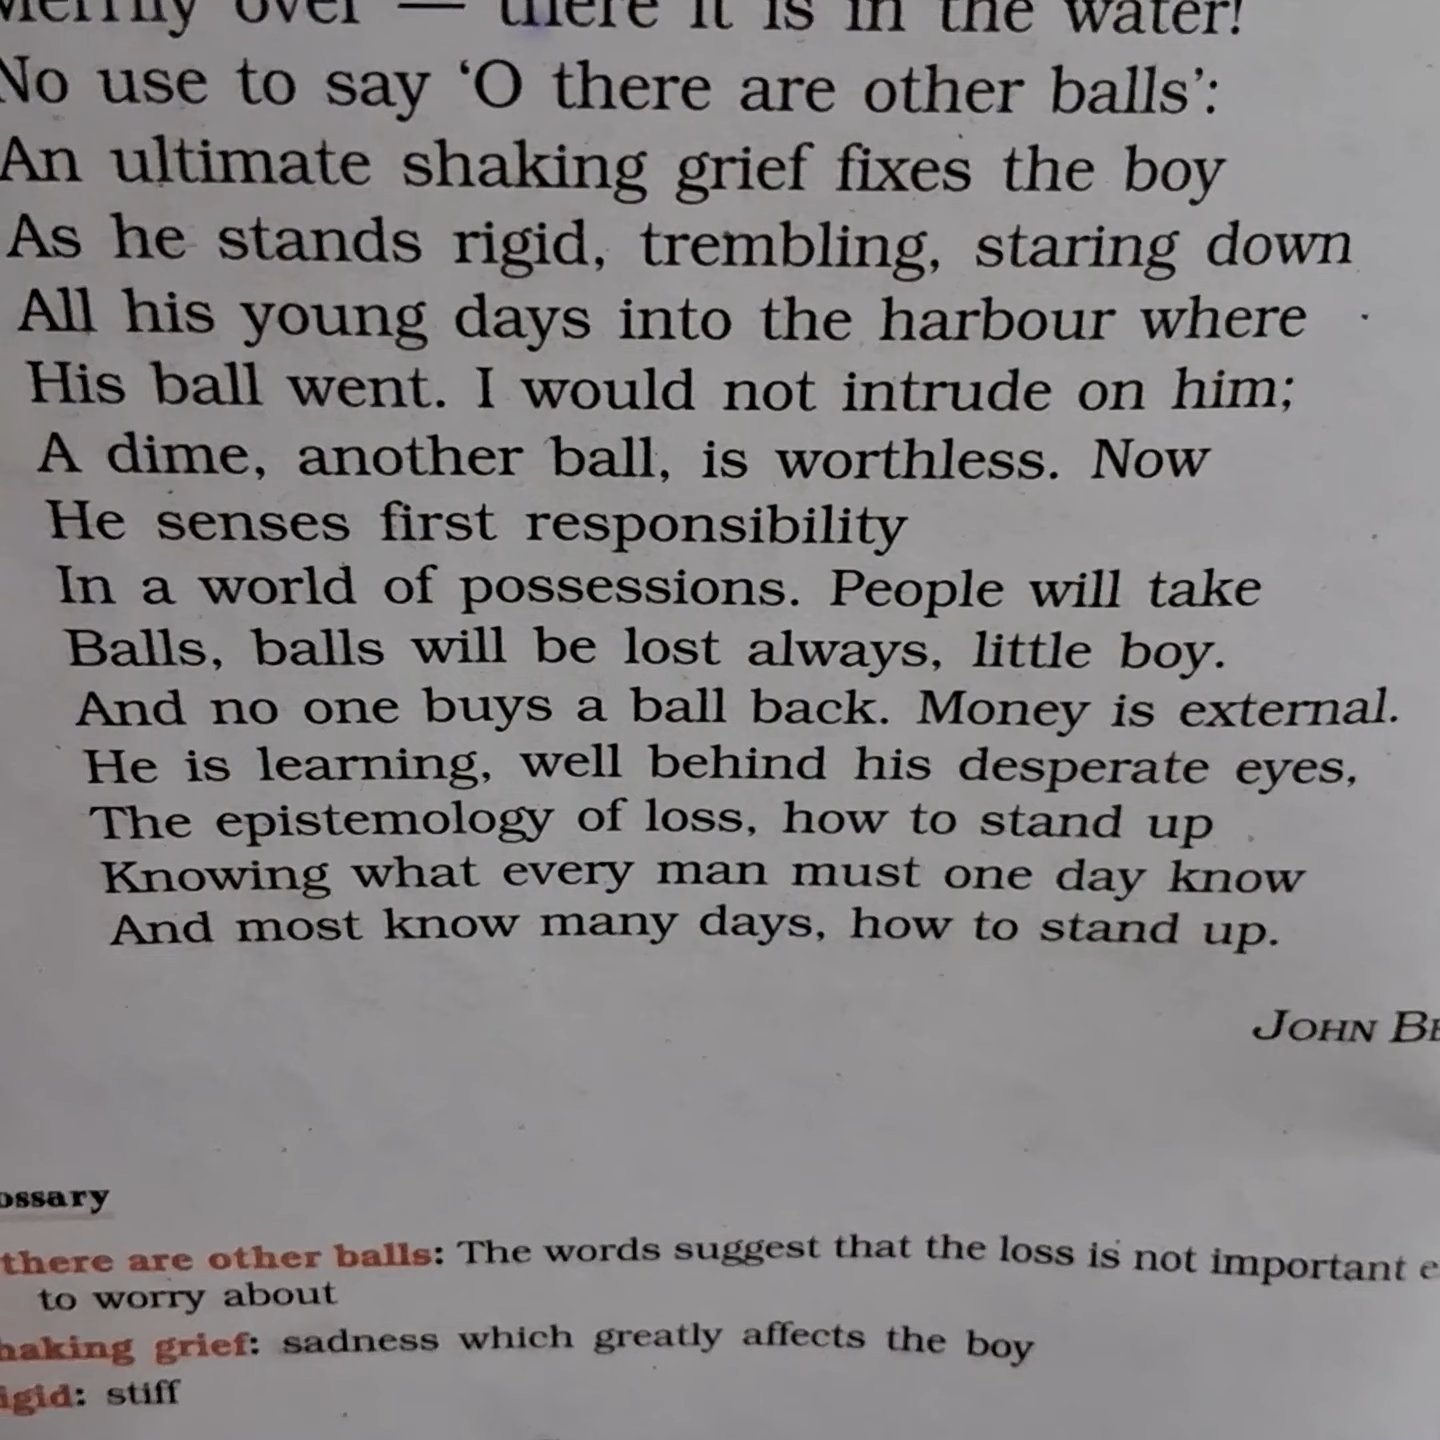 Merrily over — there it is in the water!
No use to say ‘O there are other balls’:
An ultimate shaking grief fixes the boy
As he stands rigid, trembling, staring down
All his young days into the harbour where
His ball went. I would not intrude on him;
A dime, another ball, is worthless. Now
He senses first responsibility
In a world of possessions. People will take
Balls, balls will be lost always, little boy.
And no one buys a ball back. Money is external.
He is learning, well behind his desperate eyes,
The epistemology of loss, how to stand up
Knowing what every man must one day know
And most know many days, how to stand up.
JOHN
ossary
there are other balls: The words suggest that the loss is not important
to worry about
haking grief: sadness which greatly affects the boy
igid: stiff